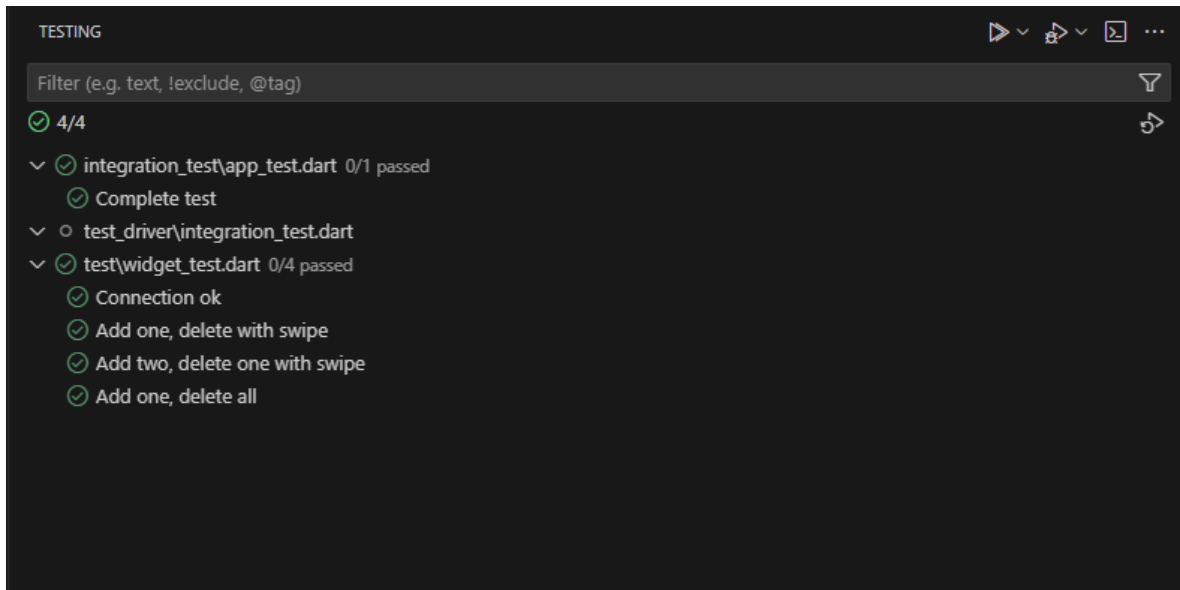 TESTING
Filter (e.g. text, !exclude, @tag)
4/4
integration_test\app_test.dart 0/1 passed
Complete test
test_driver\integration_test.dart
test\widget_test.dart 0/4 passed
Connection ok
Add one, delete with swipe
Add two, delete one with swipe
Add one, delete all